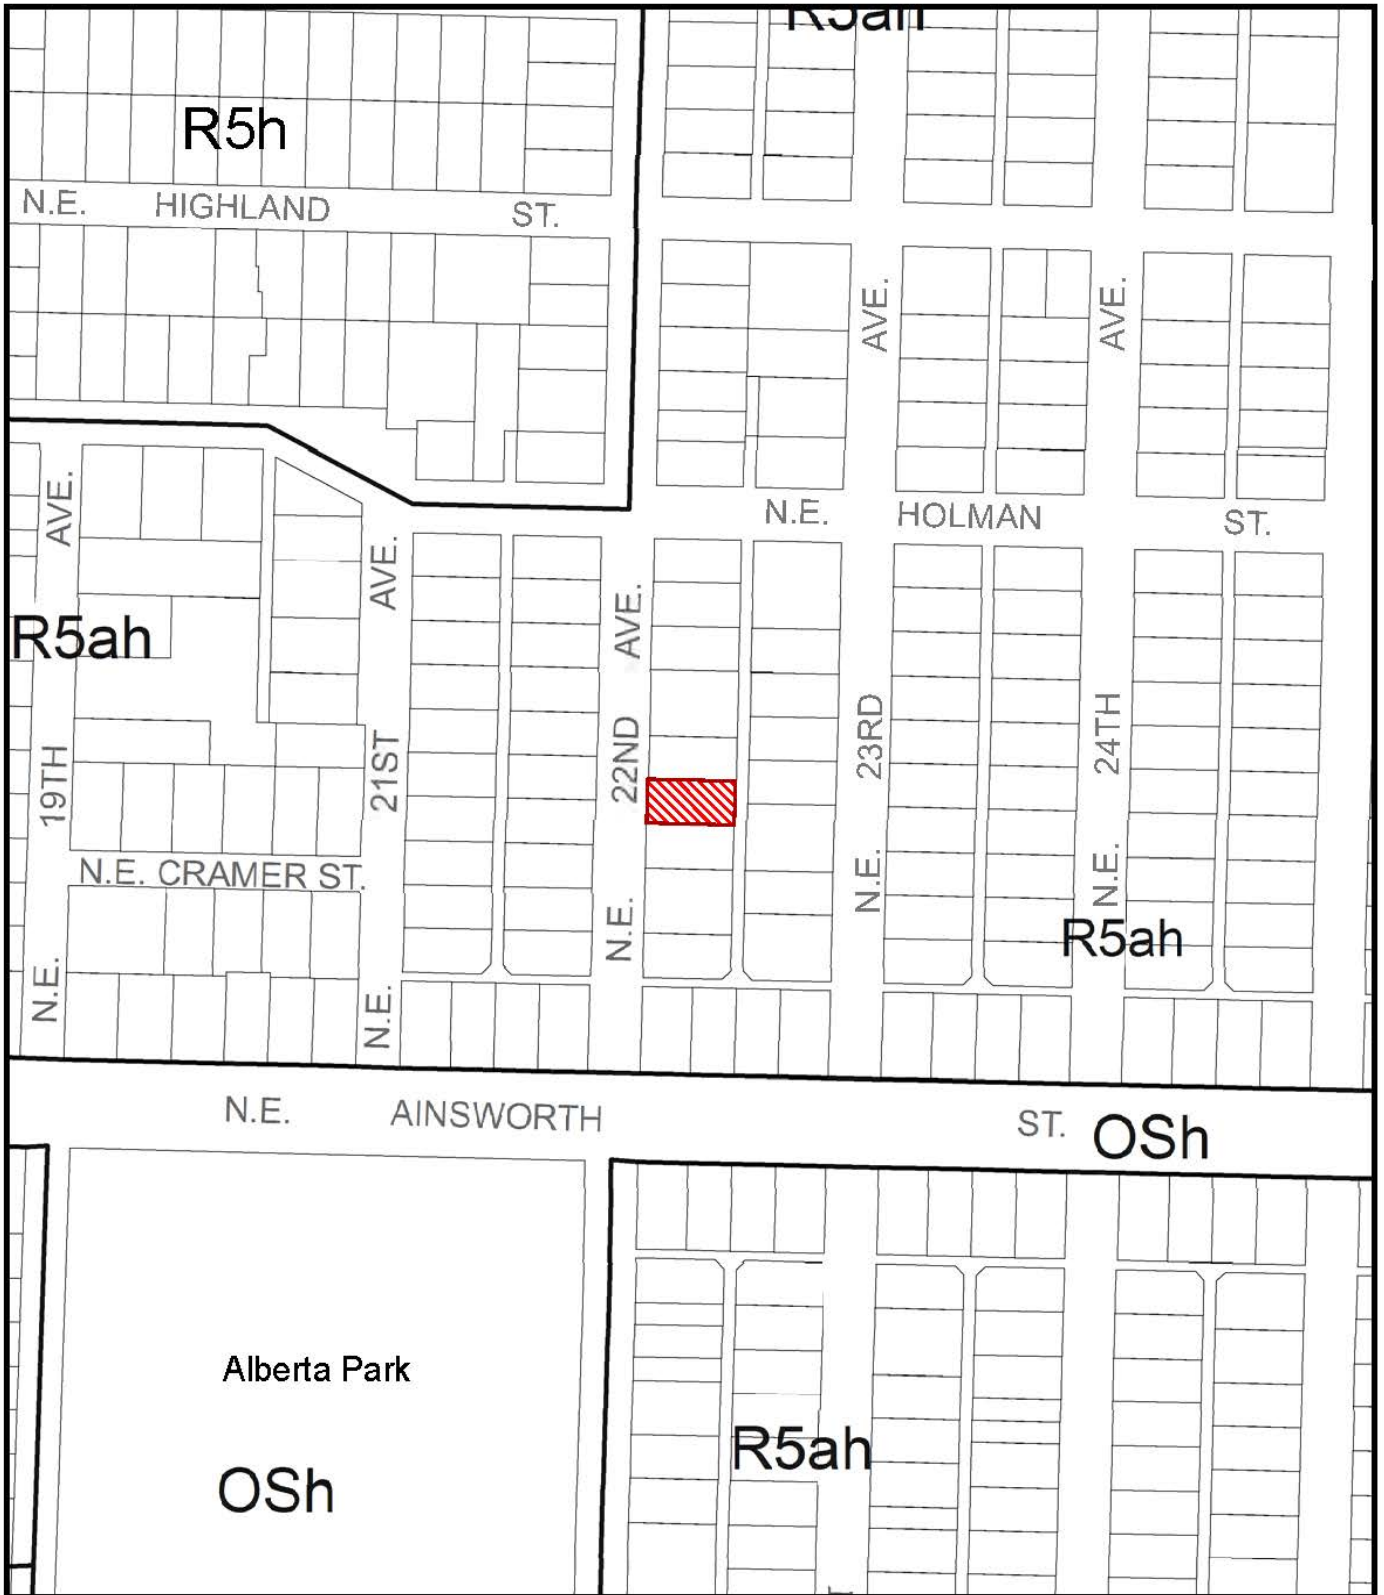 R5ah
R5h
N.E. HIGHLAND ST.
AVE.
AVE.
AVE.
N.E. HOLMAN ST.
AVE.
AVE.
R5ah
19TH
21ST
22ND
23RD
24TH
N.E. CRAMER ST.
N.E.
N.E.
N.E.
N.E.
N.E.
R5ah
N.E. AINSWORTH ST.
OSh
Alberta Park
R5ah
OSh